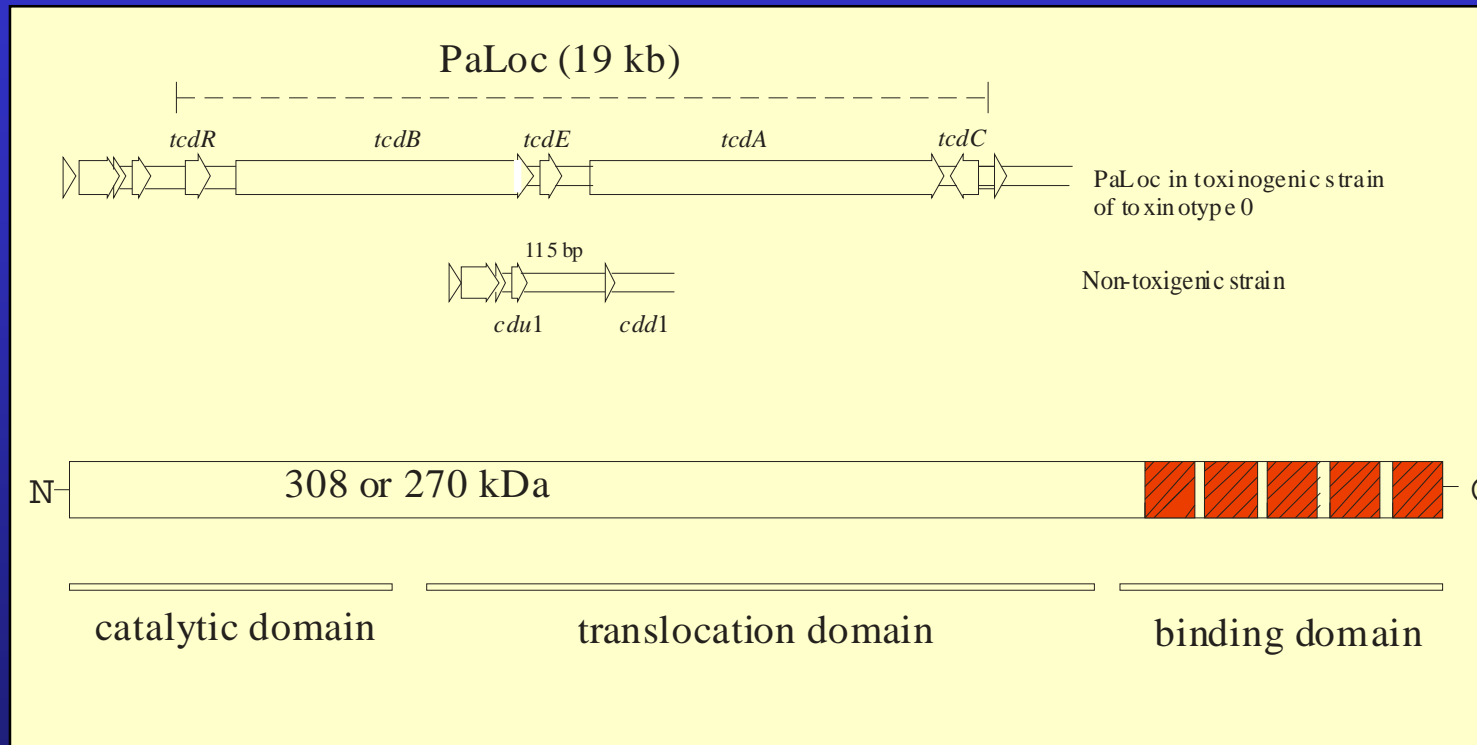 PaLoc (19 kb)
tcdR tcdB tcdE tcdA tcdC
PaLoc in toxinogenic strain
of toxinotype 0
115 bp
Non-toxigenic strain
cdu1 cdd1
N 308 or 270 kDa
catalytic domain translocation domain binding domain